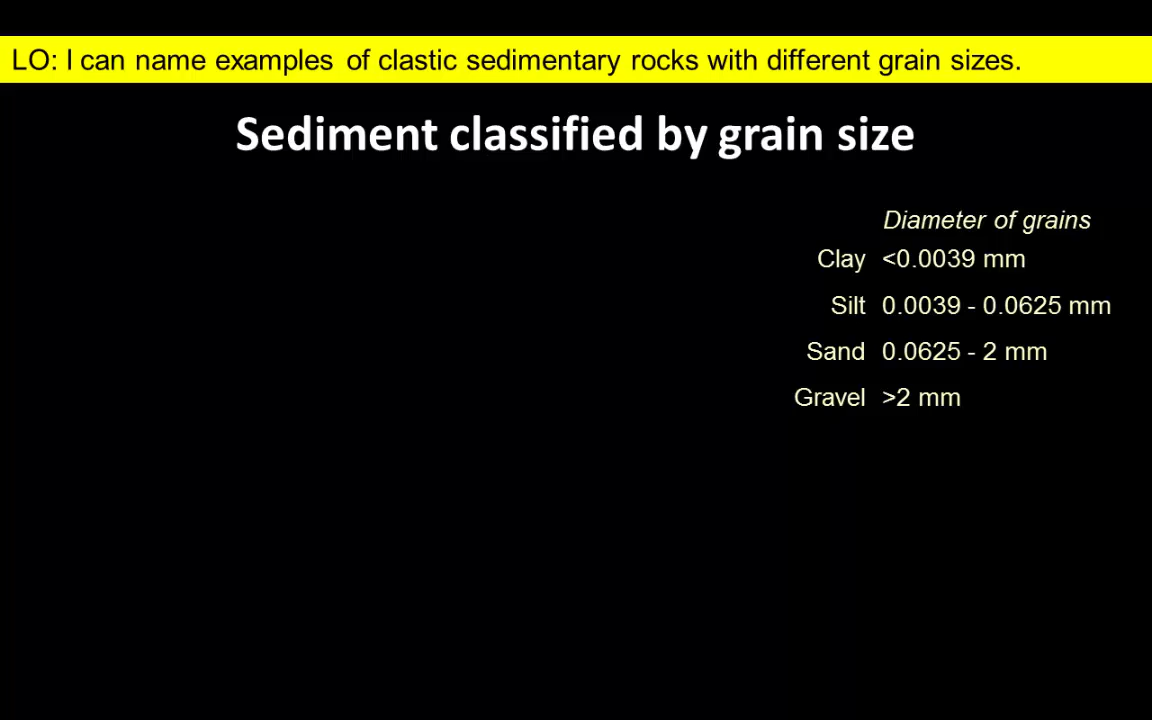 LO: I can name examples of clastic sedimentary rocks with different grain sizes.
Sediment classified by grain size
Diameter of grains
Clay <0.0039 mm
Silt 0.0039 - 0.0625 mm
Sand 0.0625 - 2 mm
Gravel >2 mm